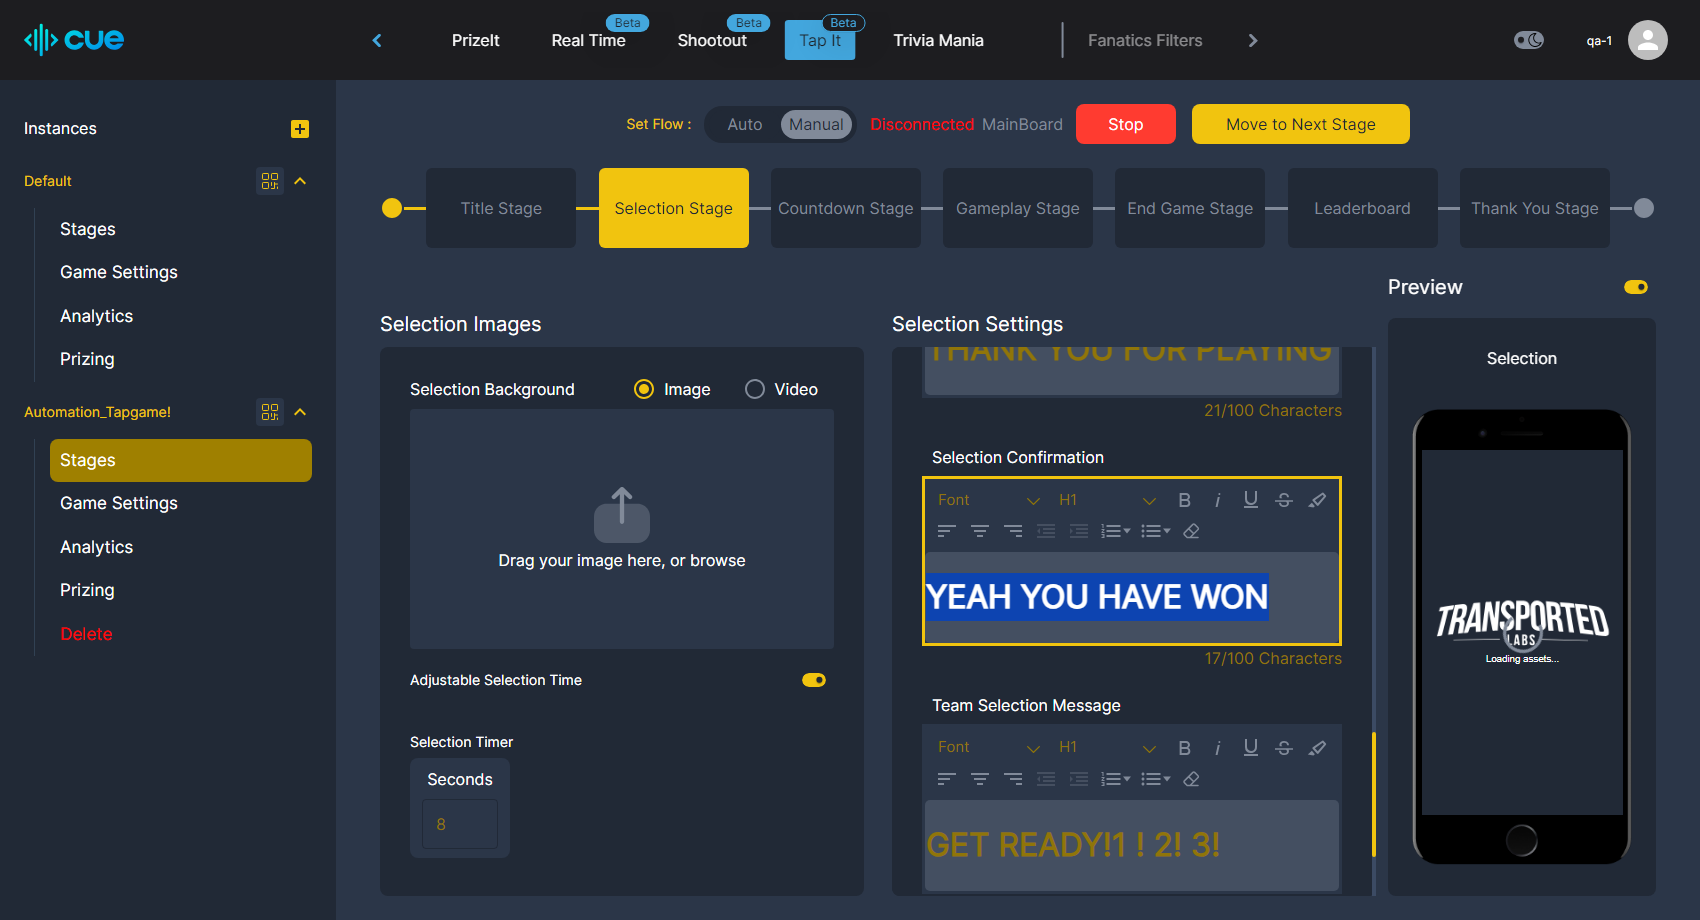 cue
PrizeIt
Real Time
Beta
Shootout
Beta
Tap It
Beta
Trivia Mania
Fanatics Filters
qa-1
Instances
Default
Stages
Game Settings
Analytics
Prizing
Automation_Tapgame!
Stages
Game Settings
Analytics
Prizing
Delete
Set Flow :
Auto
Manual
Disconnected MainBoard
Stop
Move to Next Stage
Title Stage
Selection Stage
Countdown Stage
Gameplay Stage
End Game Stage
Leaderboard
Thank You Stage
Selection Images
Selection Background
Image
Video
Drag your image here, or browse
Adjustable Selection Time
Selection Timer
Seconds
8
Selection Settings
THANK YOU FOR PLAYING
21/100 Characters
Selection Confirmation
Font
H1
B
i
U
S
YEAH YOU HAVE WON
17/100 Characters
Team Selection Message
Font
H1
B
i
U
S
GET READY!1 ! 2! 3!
Preview
Selection
TRANSPORTED
LABS
Loading assets...